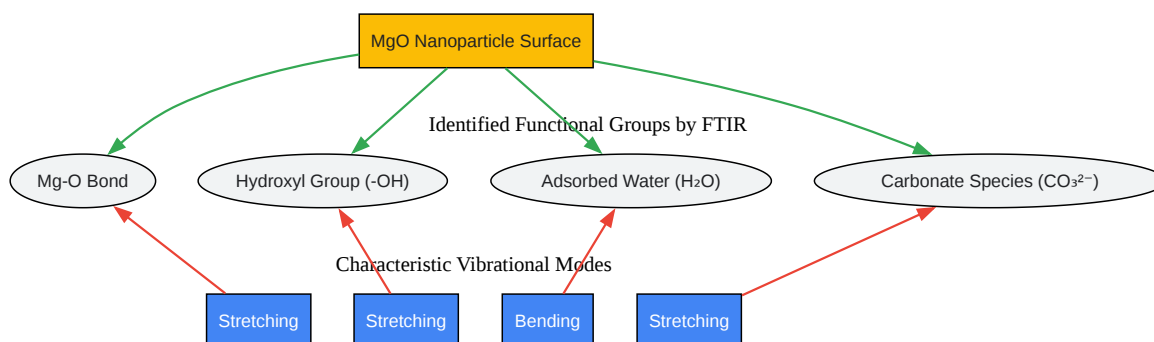 MgO Nanoparticle Surface
Identified Functional Groups by FTIR
Mg-O Bond
Hydroxyl Group (-OH)
Adsorbed Water (H₂O)
Carbonate Species (CO₃²⁻)
Characteristic Vibrational Modes
Stretching
Stretching
Bending
Stretching